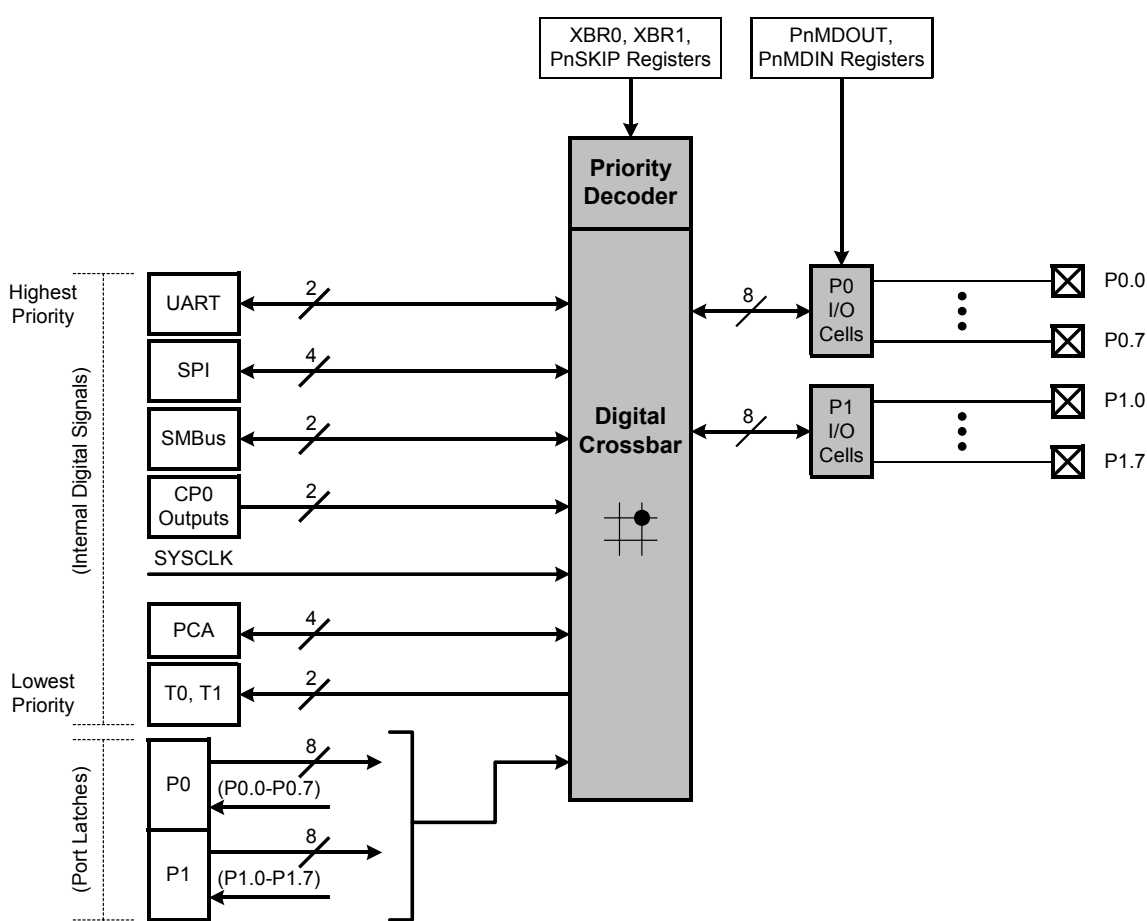 XBR0, XBR1,
PnSKIP Registers
PnMDOUT,
PnMDIN Registers
Priority
Decoder
Highest
Priority
(Internal Digital Signals)
UART
2
SPI
4
SMBus
2
CP0
Outputs
2
SYSCLK
PCA
4
Lowest
Priority
T0, T1
2
Digital
Crossbar
8
P0
I/O
Cells
P0.0
P0.7
8
P1
I/O
Cells
P1.0
P1.7
(Port Latches)
P0
8
(P0.0-P0.7)
P1
8
(P1.0-P1.7)